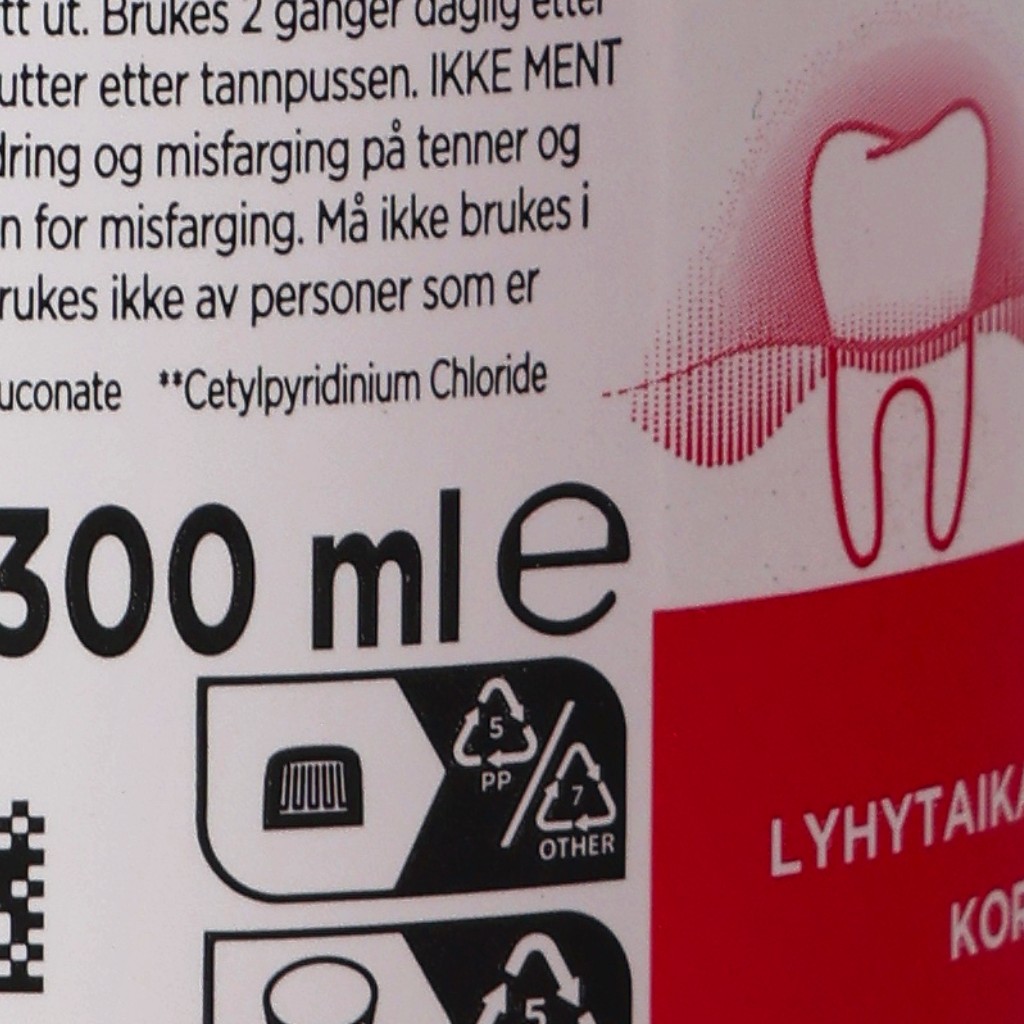 tt ut. Brukes 2 ganger daglig etter
utter etter tannpussen. IKKE MENT
dring og misfarging på tenner og
n for misfarging. Må ikke brukes i
rukes ikke av personer som er
uconate **Cetylpyridinium Chloride
300 ml e
5
PP
7
OTHER
5
LYHYTAIKA
KOR